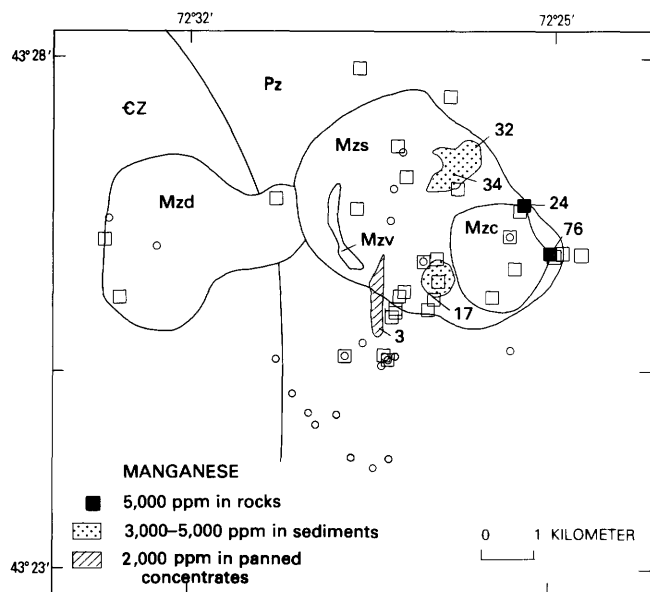 72°32'
72°25'
43°28'
Pz
ЄZ
32
Mzs
34
24
Mzd
Mzc
76
Mzv
17
3
MANGANESE
5,000 ppm in rocks
3,000–5,000 ppm in sediments
2,000 ppm in panned
concentrates
0 1 KILOMETER
43°23'